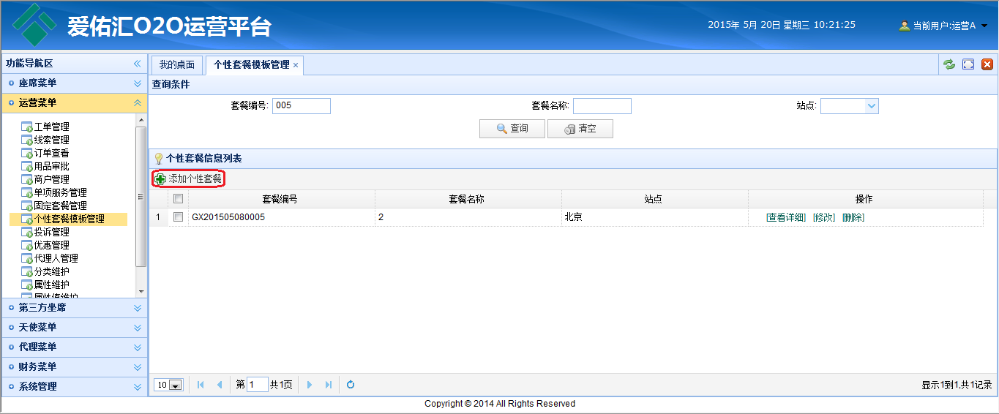 爱佑汇O2O运营平台
2015年 5月 20日 星期三 10:21:25
当前用户:运营A
功能导航区
座席菜单
运营菜单
工单管理
线索管理
订单查看
用品审批
商户管理
单项服务管理
固定套餐管理
个性套餐模板管理
投诉管理
优惠管理
代理人管理
分类维护
属性维护
属性值维护
第三方坐席
天使菜单
代理菜单
财务菜单
系统管理
我的桌面 个性套餐模板管理 ×
查询条件
套餐编号: 005 套餐名称: 站点:
查询 清空
个性套餐信息列表
添加个性套餐
套餐编号 套餐名称 站点 操作
1 GX201505080005 2 北京 [查看详细] [修改] [删除]
10 第 1 共1页 显示1到1,共1记录
Copyright © 2014 All Rights Reserved